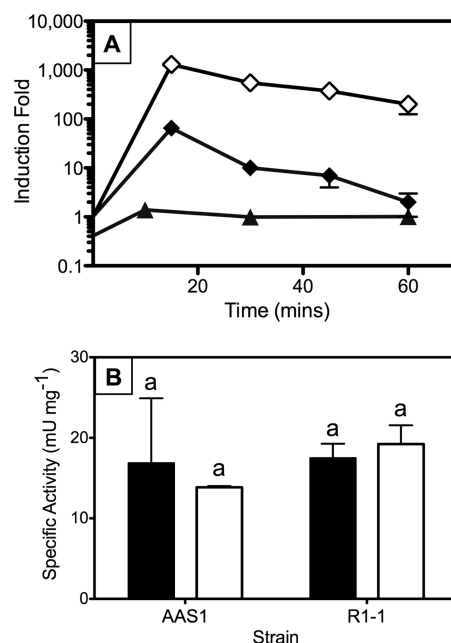 A
10,000
1,000
100
10
1
0.1
Induction Fold
20
40
60
Time (mins)
B
30
20
10
0
Specific Activity (mU mg-1)
a
a
a
a
AAS1
R1-1
Strain